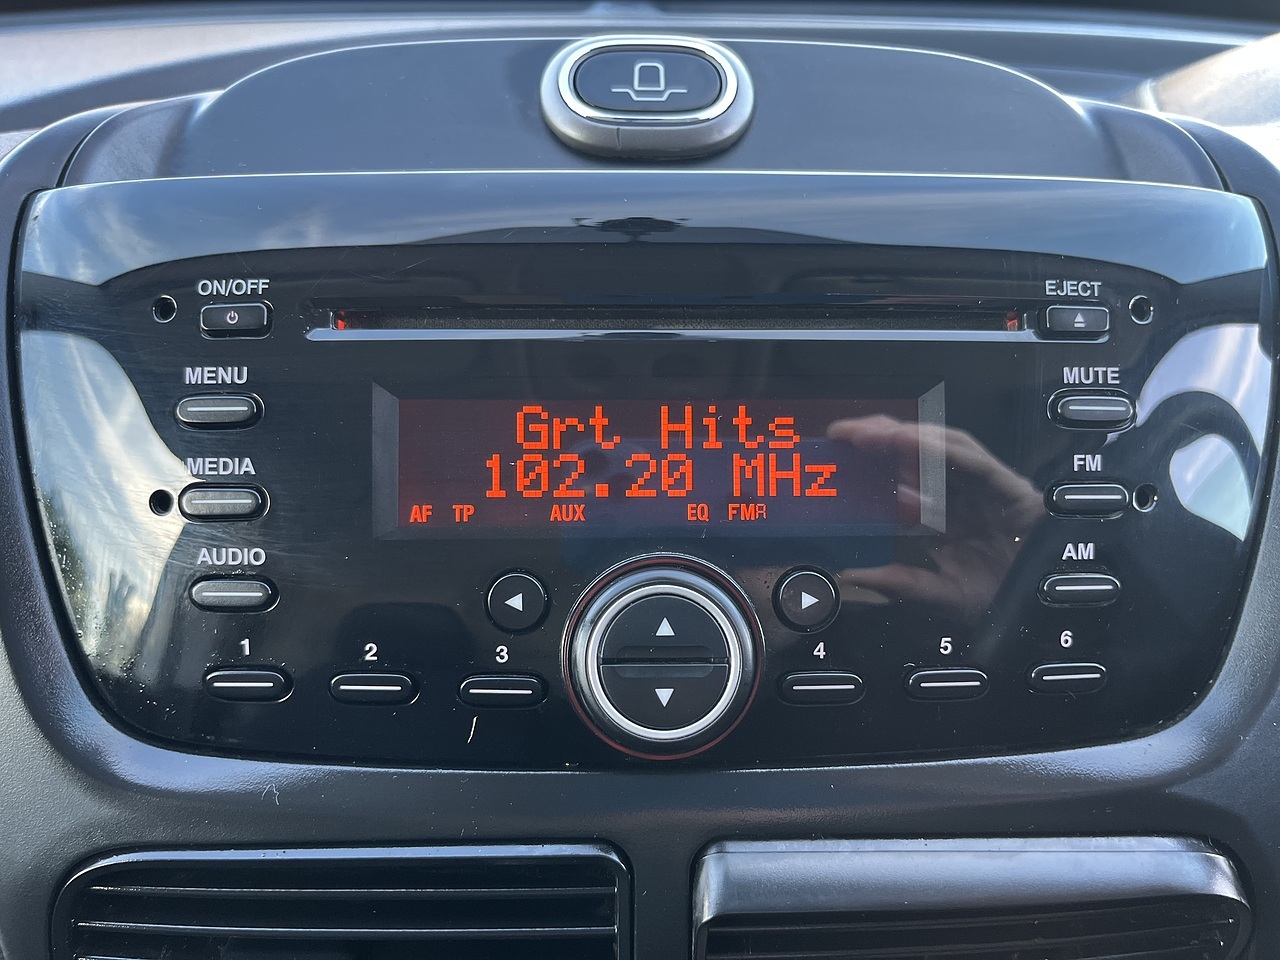 ON/OFF
EJECT
MENU
MUTE
Grt Hits
MEDIA
102.20 MHz
FM
AF TP AUX EQ FMR
AUDIO
AM
1 2 3 4 5 6